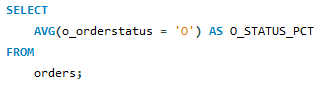 SELECT
AVG(o_orderstatus = 'O') AS O_STATUS_PCT
FROM
orders;